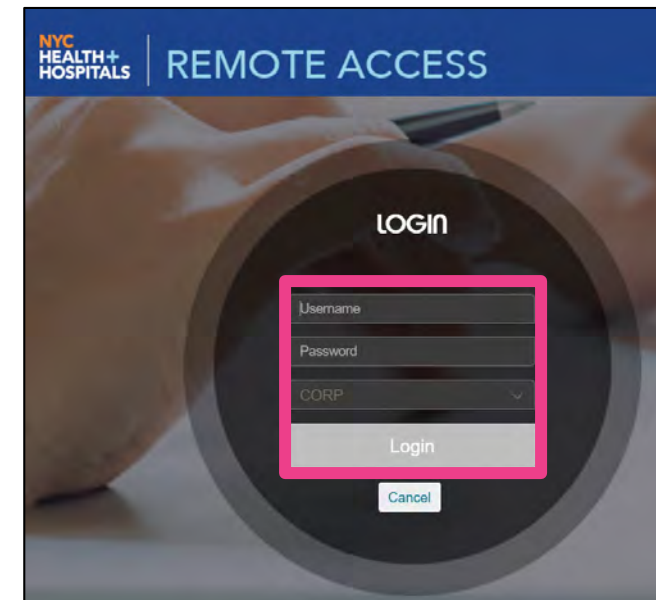 NYC
HEALTH+
HOSPITALS
REMOTE ACCESS
LOGIN
Username
Password
CORP
Login
Cancel